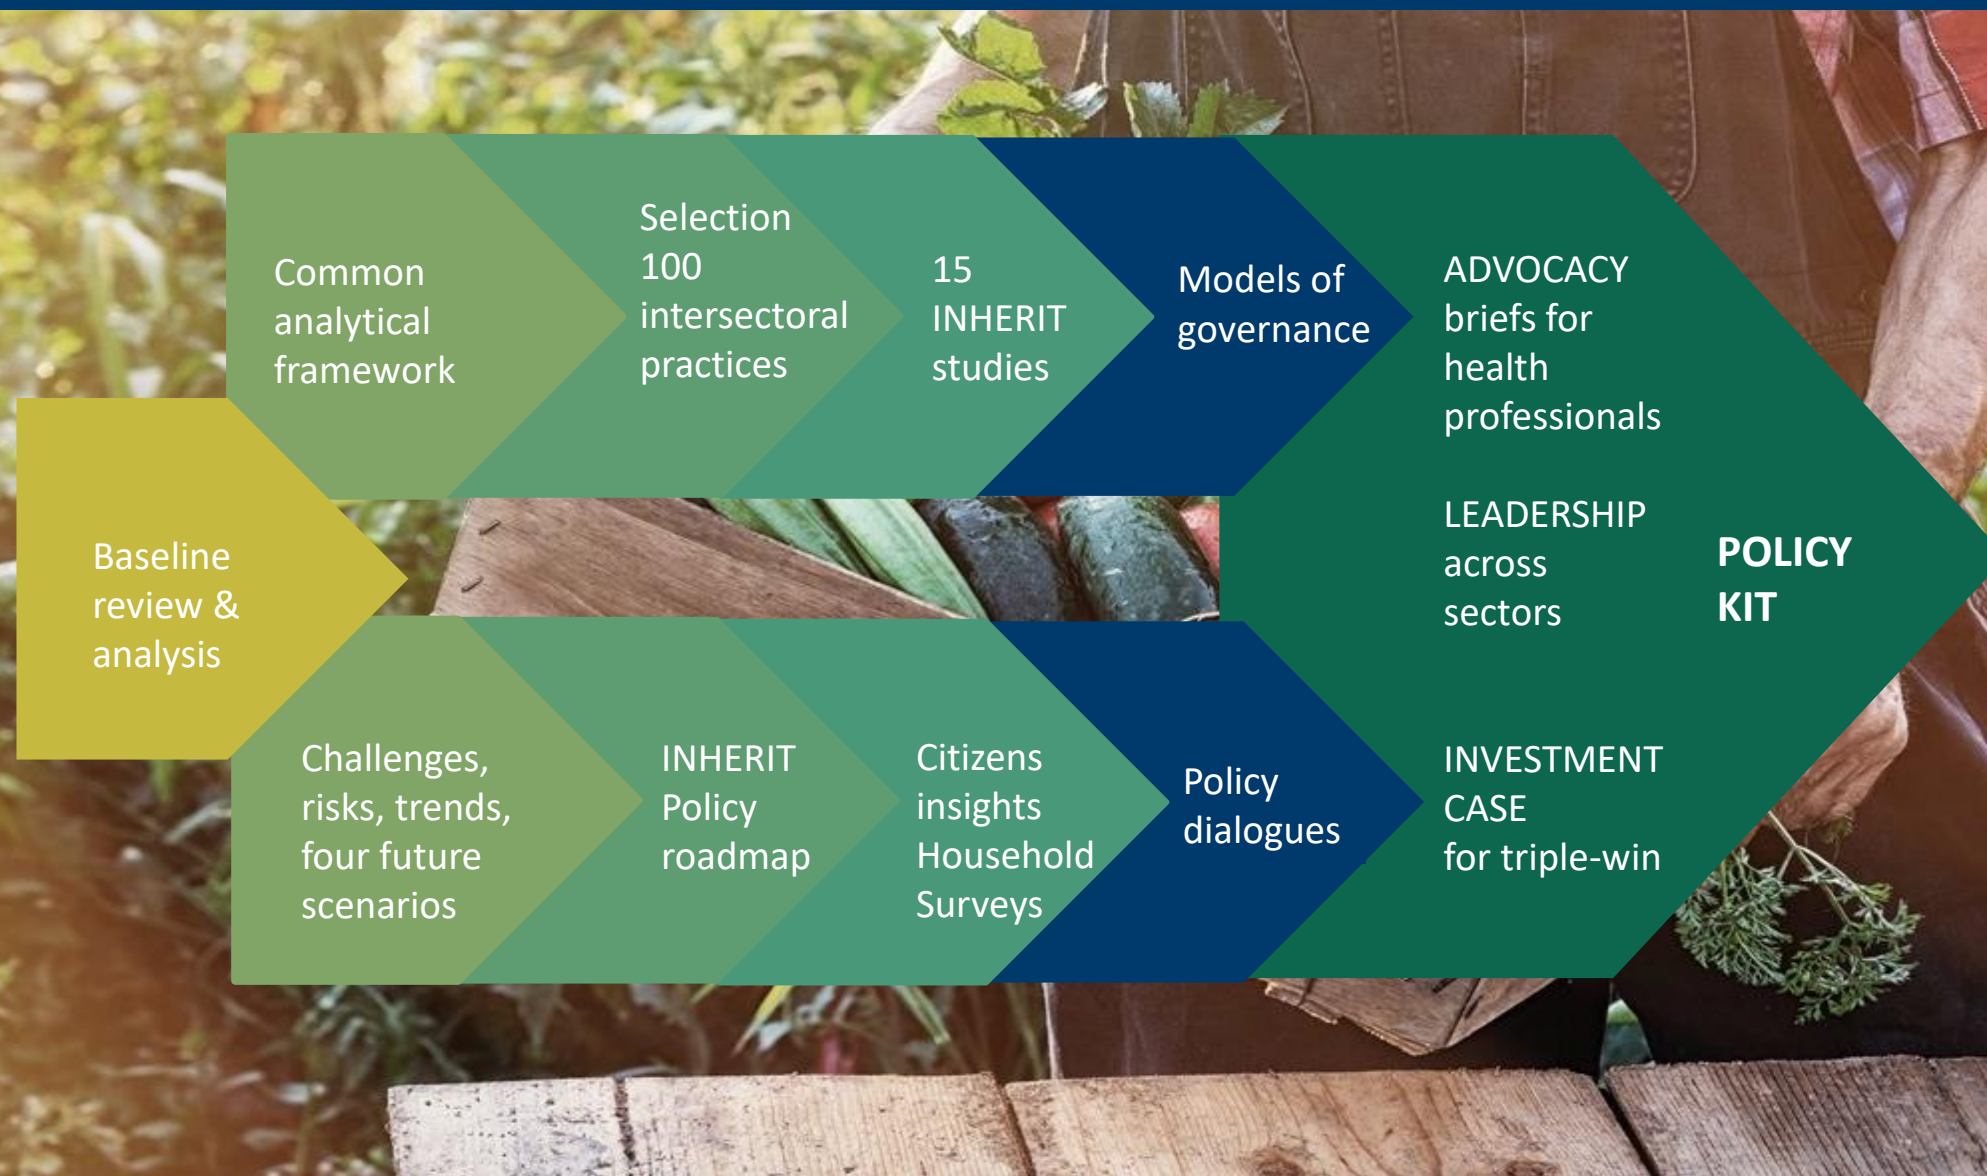 Baseline
review &
analysis
Common
analytical
framework
Selection
100
intersectoral
practices
15
INHERIT
studies
Models of
governance
Challenges,
risks, trends,
four future
scenarios
INHERIT
Policy
roadmap
Citizens
insights
Household
Surveys
Policy
dialogues
ADVOCACY
briefs for
health
professionals
LEADERSHIP
across
sectors
INVESTMENT
CASE
for triple-win
POLICY
KIT